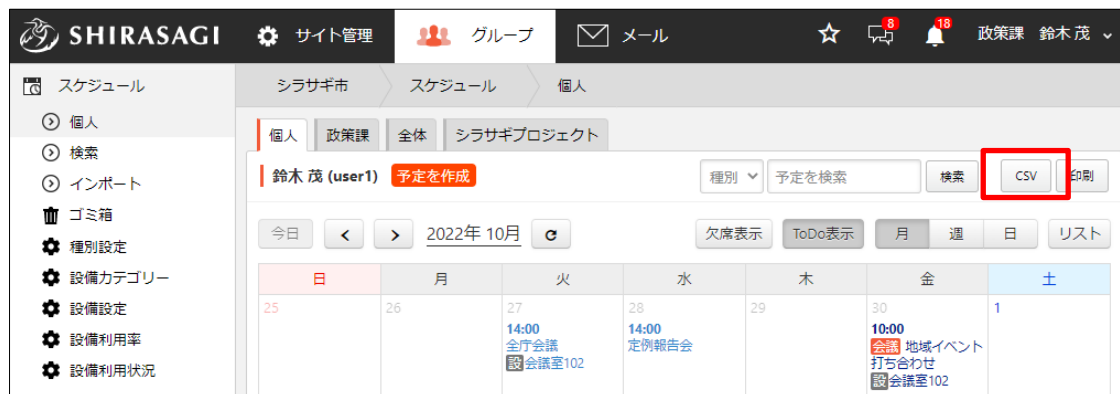 SHIRASAGI サイト管理 グループ メール 8 18 政策課 鈴木 茂
スケジュール シラサギ市 スケジュール 個人
個人
検索
インポート
ゴミ箱
種別設定
設備カテゴリー
設備設定
設備利用率
設備利用状況
個人 政策課 全体 シラサギプロジェクト
鈴木 茂 (user1) 予定を作成 種別 予定を検索 検索 CSV 印刷
今日 2022年 10月 欠席表示 ToDo表示 月 週 日 リスト
日 月 火 水 木 金 土
25 26 27 28 29 30 1
14:00 14:00 10:00
全庁会議 定例報告会 会議 地域イベント
設 会議室102 打ち合わせ
設 会議室102